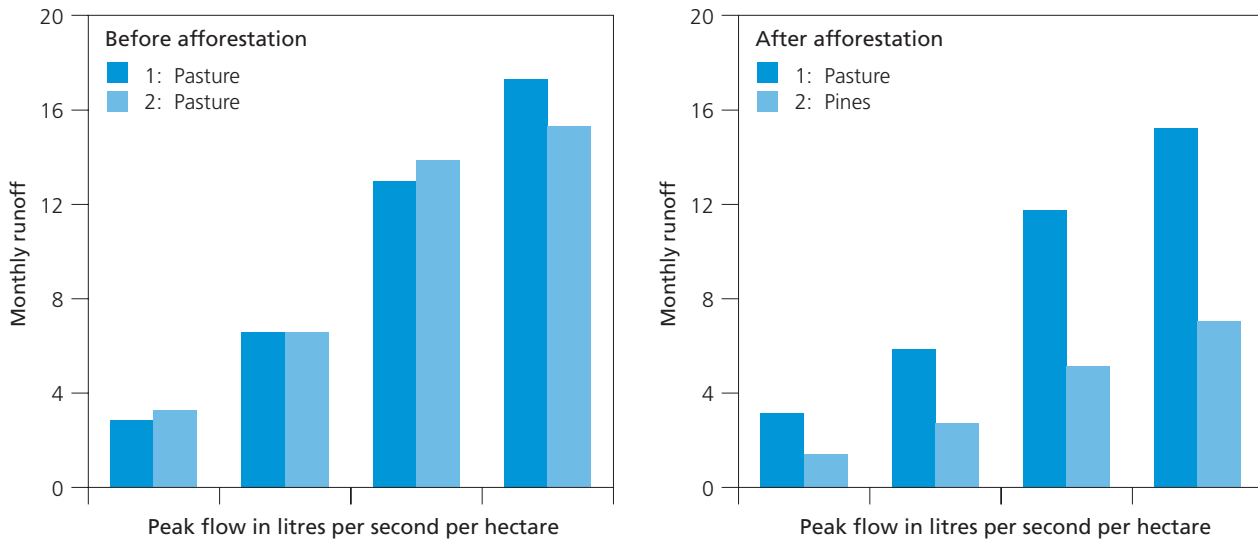 Before afforestation
1: Pasture
2: Pasture
Monthly runoff
20
16
12
8
4
0
Peak flow in litres per second per hectare
After afforestation
1: Pasture
2: Pines
Monthly runoff
20
16
12
8
4
0
Peak flow in litres per second per hectare